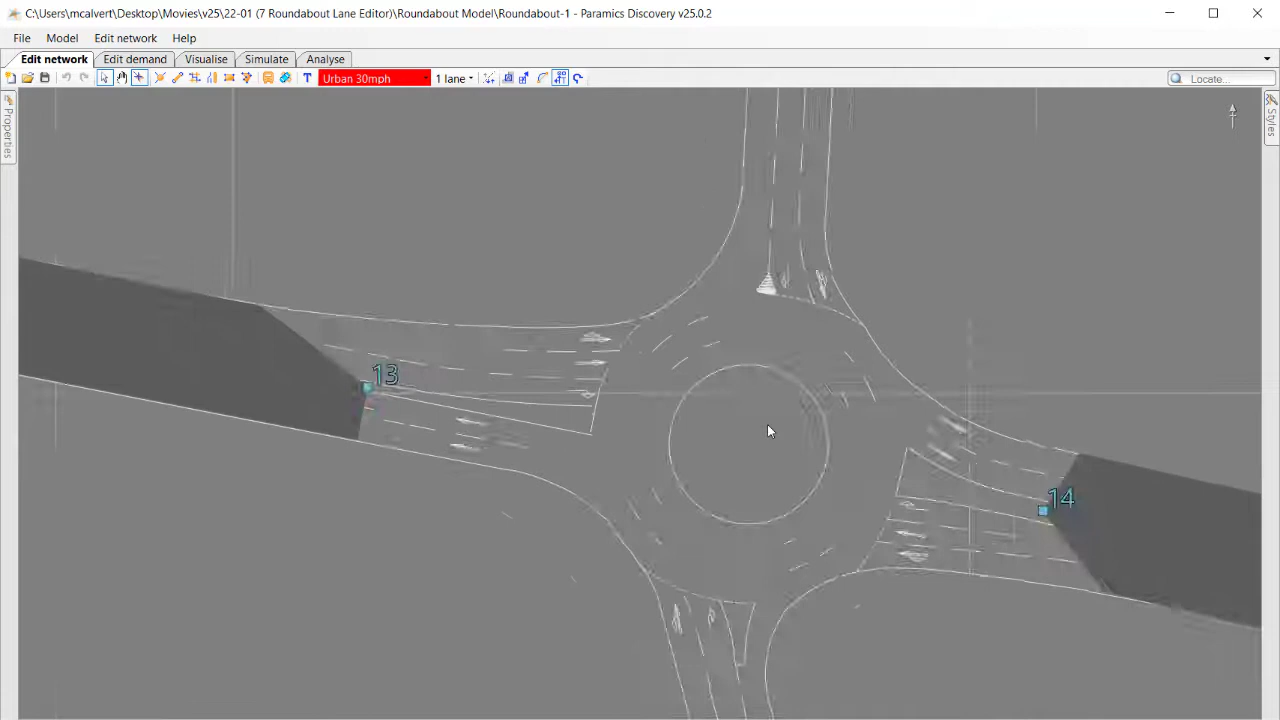 C:\Users\mcalvert\Desktop\Movies\v25\22-01 (7 Roundabout Lane Editor)\Roundabout Model\Roundabout-1 - Paramics Discovery v25.0.2
File Model Edit network Help
Edit network Edit demand Visualise Simulate Analyse
T Urban 30mph 1 lane Locate...
Properties
Styles
13
14